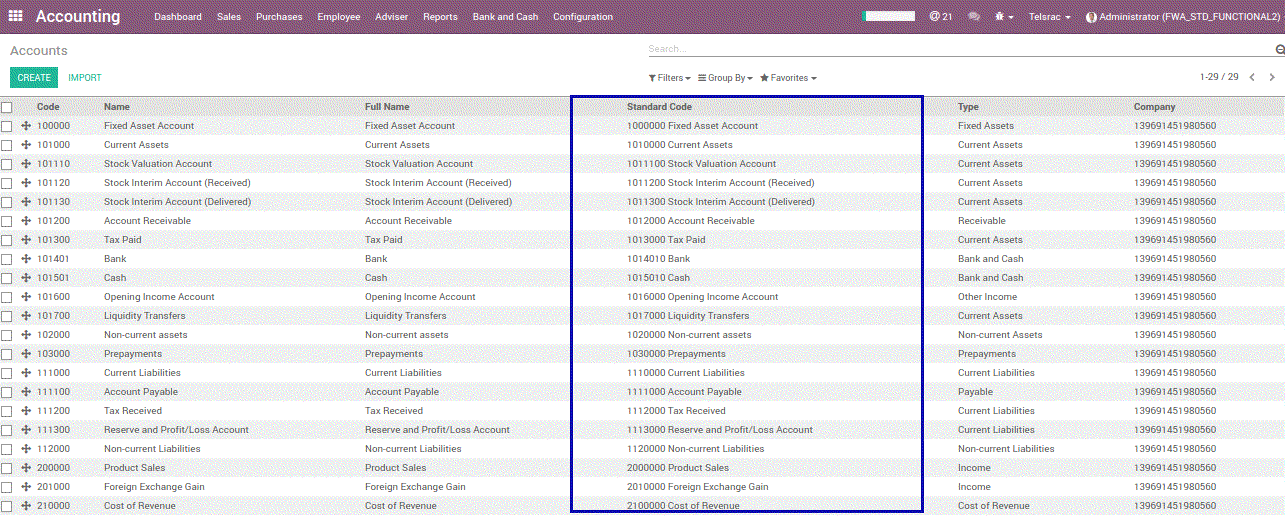 Accounting Dashboard Sales Purchases Employee Adviser Reports Bank and Cash Configuration @ 21 Telsrac Administrator (FWA_STD_FUNCTIONAL2)
Accounts Search...
CREATE IMPORT Filters Group By Favorites 1-29 / 29
Code Name Full Name Standard Code Type Company
100000 Fixed Asset Account Fixed Asset Account 1000000 Fixed Asset Account Fixed Assets 139691451980560
101000 Current Assets Current Assets 1010000 Current Assets Current Assets 139691451980560
101110 Stock Valuation Account Stock Valuation Account 1011100 Stock Valuation Account Current Assets 139691451980560
101120 Stock Interim Account (Received) Stock Interim Account (Received) 1011200 Stock Interim Account (Received) Current Assets 139691451980560
101130 Stock Interim Account (Delivered) Stock Interim Account (Delivered) 1011300 Stock Interim Account (Delivered) Current Assets 139691451980560
101200 Account Receivable Account Receivable 1012000 Account Receivable Receivable 139691451980560
101300 Tax Paid Tax Paid 1013000 Tax Paid Current Assets 139691451980560
101401 Bank Bank 1014010 Bank Bank and Cash 139691451980560
101501 Cash Cash 1015010 Cash Bank and Cash 139691451980560
101600 Opening Income Account Opening Income Account 1016000 Opening Income Account Other Income 139691451980560
101700 Liquidity Transfers Liquidity Transfers 1017000 Liquidity Transfers Current Assets 139691451980560
102000 Non-current assets Non-current assets 1020000 Non-current assets Non-current Assets 139691451980560
103000 Prepayments Prepayments 1030000 Prepayments Prepayments 139691451980560
111000 Current Liabilities Current Liabilities 1110000 Current Liabilities Current Liabilities 139691451980560
111100 Account Payable Account Payable 1111000 Account Payable Payable 139691451980560
111200 Tax Received Tax Received 1112000 Tax Received Current Liabilities 139691451980560
111300 Reserve and Profit/Loss Account Reserve and Profit/Loss Account 1113000 Reserve and Profit/Loss Account Current Liabilities 139691451980560
112000 Non-current Liabilities Non-current Liabilities 1120000 Non-current Liabilities Non-current Liabilities 139691451980560
200000 Product Sales Product Sales 2000000 Product Sales Income 139691451980560
201000 Foreign Exchange Gain Foreign Exchange Gain 2010000 Foreign Exchange Gain Income 139691451980560
210000 Cost of Revenue Cost of Revenue 2100000 Cost of Revenue Cost of Revenue 139691451980560